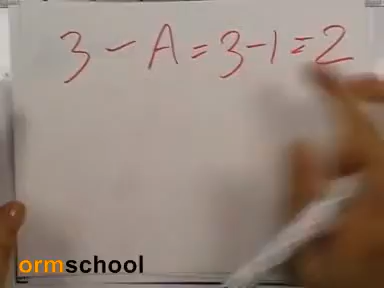 3 - A = 3 - 1 = 2
ormschool